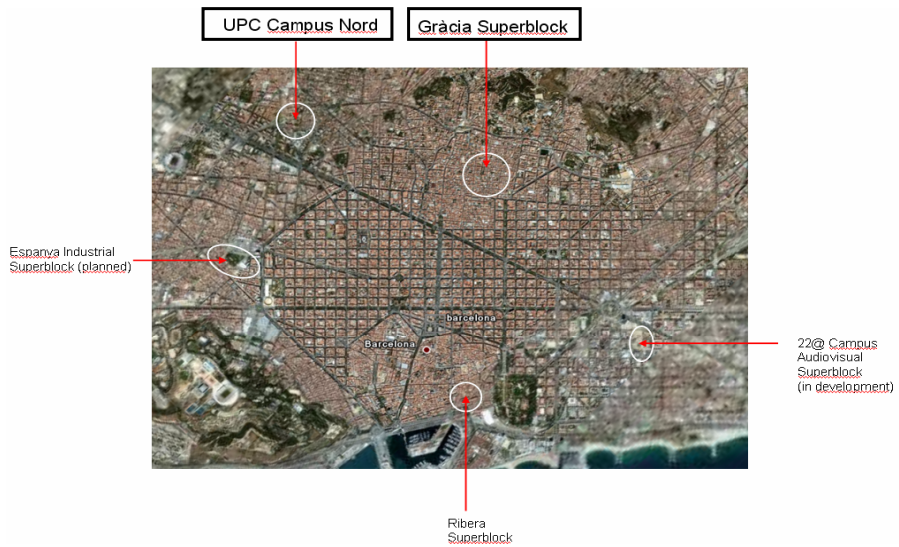 UPC Campus Nord
Gràcia Superblock
Espanya Industrial
Superblock (planned)
barcelona
Barcelona
22@ Campus
Audiovisual
Superblock
(in development)
Ribera
Superblock